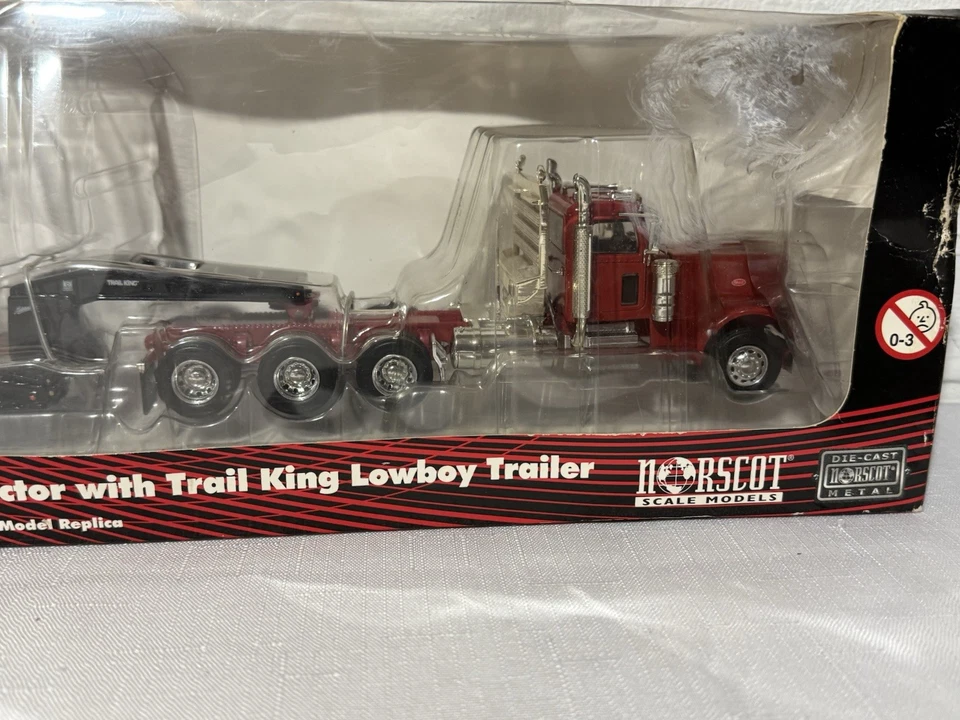 TRAIL KING
0-3
ctor with Trail King Lowboy Trailer
Model Replica
NORSCOT®
SCALE MODELS
DIE-CAST
NORSCOT®
METAL